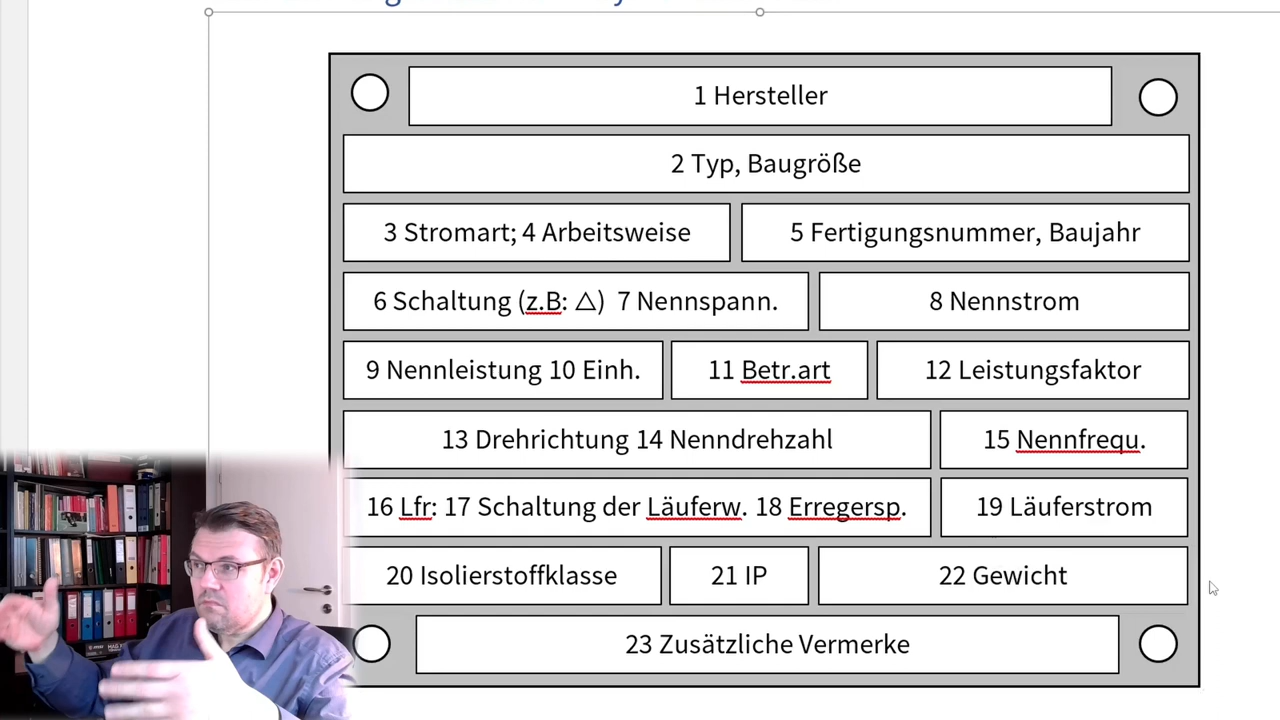 1 Hersteller
2 Typ, Baugröße
3 Stromart; 4 Arbeitsweise
5 Fertigungsnummer, Baujahr
6 Schaltung (z.B: △) 7 Nennspann.
8 Nennstrom
9 Nennleistung 10 Einh.
11 Betr.art
12 Leistungsfaktor
13 Drehrichtung 14 Nenndrehzahl
15 Nennfrequ.
16 Lfr: 17 Schaltung der Läuferw. 18 Erregersp.
19 Läuferstrom
20 Isolierstoffklasse
21 IP
22 Gewicht
23 Zusätzliche Vermerke